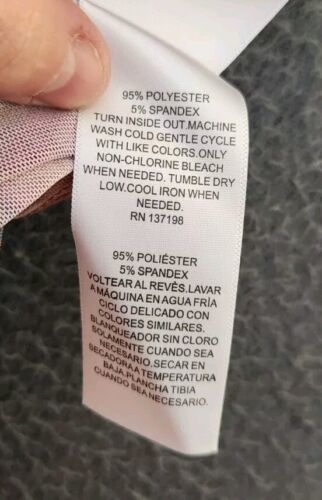 95% POLYESTER
5% SPANDEX
TURN INSIDE OUT.MACHINE
WASH COLD GENTLE CYCLE
WITH LIKE COLORS.ONLY
NON-CHLORINE BLEACH
WHEN NEEDED. TUMBLE DRY
LOW.COOL IRON WHEN
NEEDED.
RN 137198
95% POLIÉSTER
5% SPANDEX
VOLTEAR AL REVÉS.LAVAR
A MÁQUINA EN AGUA FRÍA
CICLO DELICADO CON
COLORES SIMILARES.
BLANQUEADOR SIN CLORO
SOLAMENTE CUANDO SEA
NECESARIO.SECAR EN
SECADORA A TEMPERATURA
BAJA.PLANCHA TIBIA
CUANDO SEA NECESARIO.